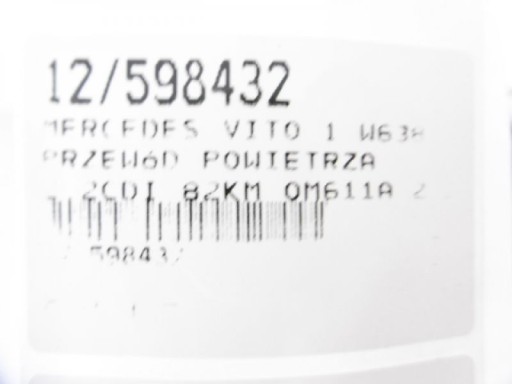 12/598432
MERCEDES VITO 1 W638
PRZEWÓD POWIETRZA
2CDI 82KM OM611A 2
598432